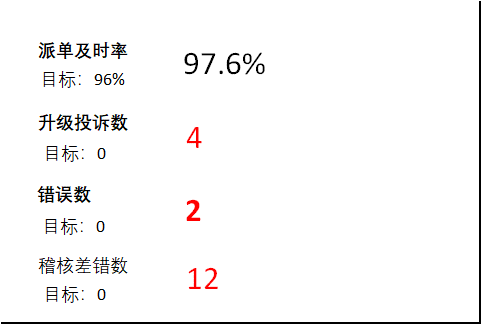 派单及时率
目标：96%
97.6%
升级投诉数
目标：0
4
错误数
目标：0
2
稽核差错数
目标：0
12